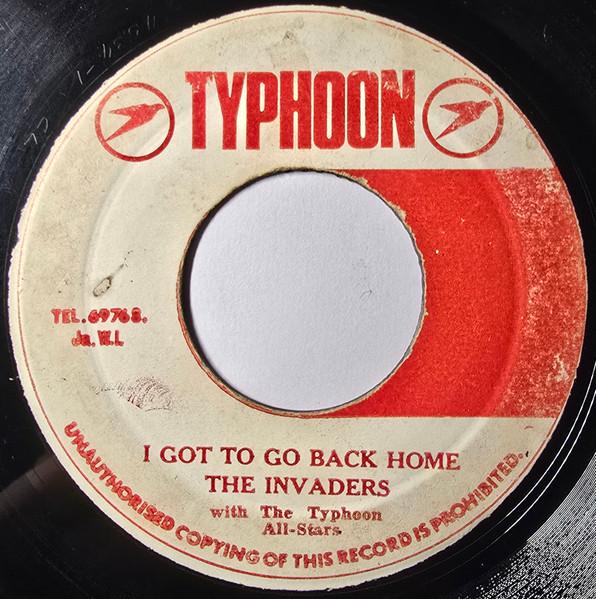 TYPHOON
TEL. 69768.
Ja. W.I.
I GOT TO GO BACK HOME
THE INVADERS
with The Typhoon
All-Stars
UNAUTHORISED COPYING OF THIS RECORD IS PROHIBITED.